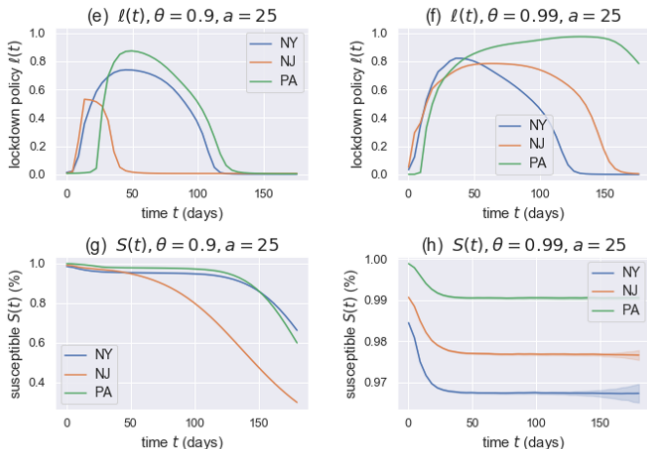 (e) ℓ(t), θ = 0.9, a = 25
lockdown policy ℓ(t)
1.0
0.8
0.6
0.4
0.2
0.0
NY
NJ
PA
0
50
100
150
time t (days)
(f) ℓ(t), θ = 0.99, a = 25
lockdown policy ℓ(t)
1.0
0.8
0.6
0.4
0.2
0.0
NY
NJ
PA
0
50
100
150
time t (days)
(g) S(t), θ = 0.9, a = 25
susceptible S(t) (%)
1.0
0.8
0.6
0.4
NY
NJ
PA
0
50
100
150
time t (days)
(h) S(t), θ = 0.99, a = 25
susceptible S(t) (%)
1.00
0.99
0.98
0.97
NY
NJ
PA
0
50
100
150
time t (days)